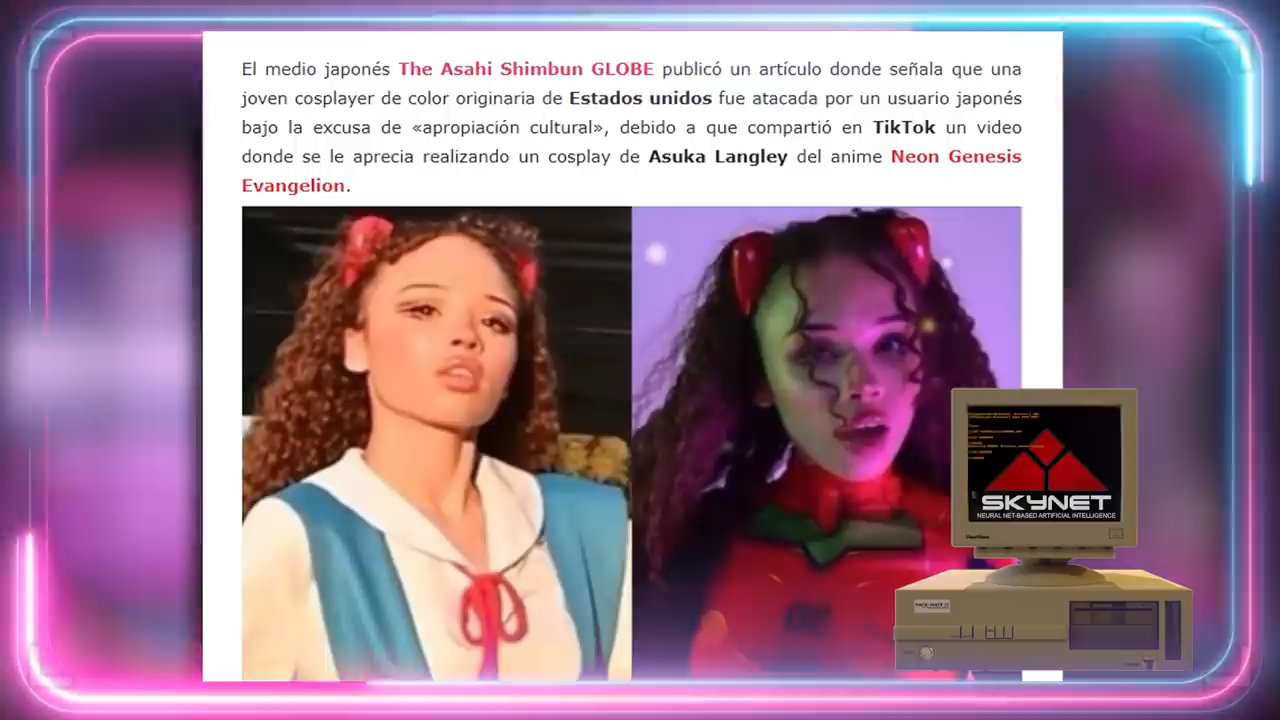 El medio japonés The Asahi Shimbun GLOBE publicó un artículo donde señala que una
joven cosplayer de color originaria de Estados unidos fue atacada por un usuario japonés
bajo la excusa de «apropiación cultural», debido a que compartió en TikTok un video
donde se le aprecia realizando un cosplay de Asuka Langley del anime Neon Genesis
Evangelion.
SKYNET
NEURAL NET-BASED ARTIFICIAL INTELLIGENCE